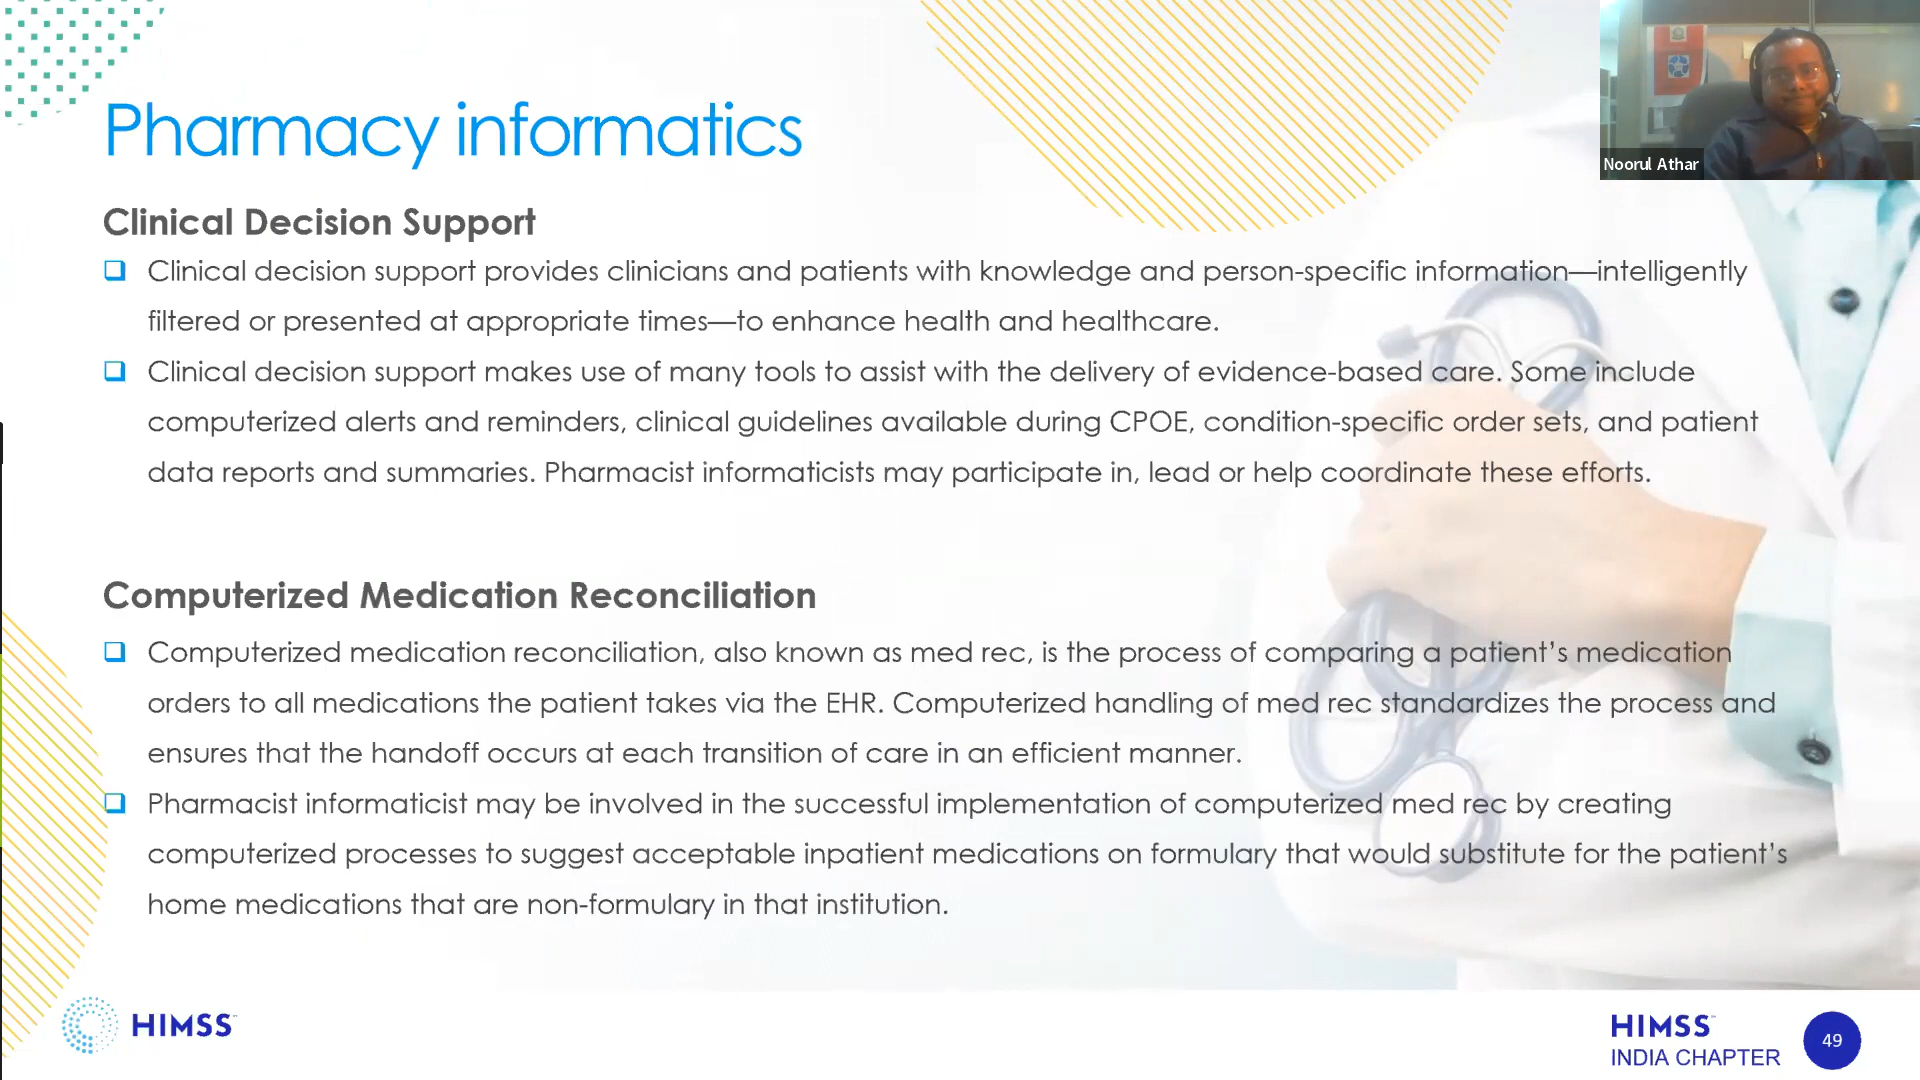 Pharmacy informatics
Noorul Athar
Clinical Decision Support
❑ Clinical decision support provides clinicians and patients with knowledge and person-specific information—intelligently
filtered or presented at appropriate times—to enhance health and healthcare.
❑ Clinical decision support makes use of many tools to assist with the delivery of evidence-based care. Some include
computerized alerts and reminders, clinical guidelines available during CPOE, condition-specific order sets, and patient
data reports and summaries. Pharmacist informaticists may participate in, lead or help coordinate these efforts.
Computerized Medication Reconciliation
❑ Computerized medication reconciliation, also known as med rec, is the process of comparing a patient’s medication
orders to all medications the patient takes via the EHR. Computerized handling of med rec standardizes the process and
ensures that the handoff occurs at each transition of care in an efficient manner.
❑ Pharmacist informaticist may be involved in the successful implementation of computerized med rec by creating
computerized processes to suggest acceptable inpatient medications on formulary that would substitute for the patient’s
home medications that are non-formulary in that institution.
HIMSS
HIMSS
INDIA CHAPTER
49